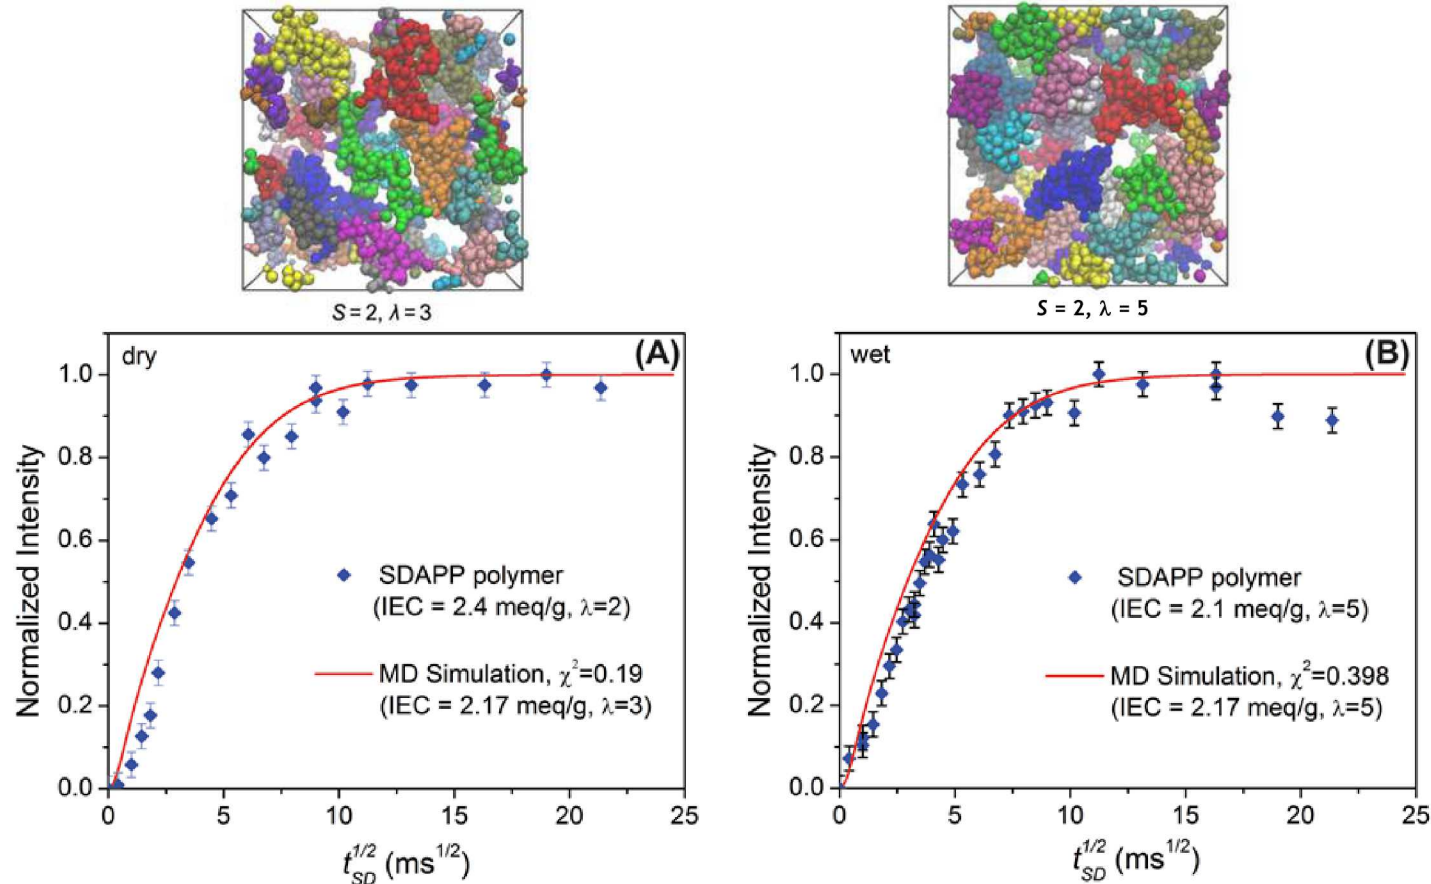 S = 2, λ = 3
S = 2, λ = 5
dry
(A)
Normalized Intensity
1.0
0.8
0.6
0.4
0.2
0.0
SDAPP polymer
(IEC = 2.4 meq/g, λ=2)
MD Simulation, χ²=0.19
(IEC = 2.17 meq/g, λ=3)
0 5 10 15 20 25
t_SD^1/2 (ms^1/2)
wet
(B)
Normalized Intensity
1.0
0.8
0.6
0.4
0.2
0.0
SDAPP polymer
(IEC = 2.1 meq/g, λ=5)
MD Simulation, χ²=0.398
(IEC = 2.17 meq/g, λ=5)
0 5 10 15 20 25
t_SD^1/2 (ms^1/2)